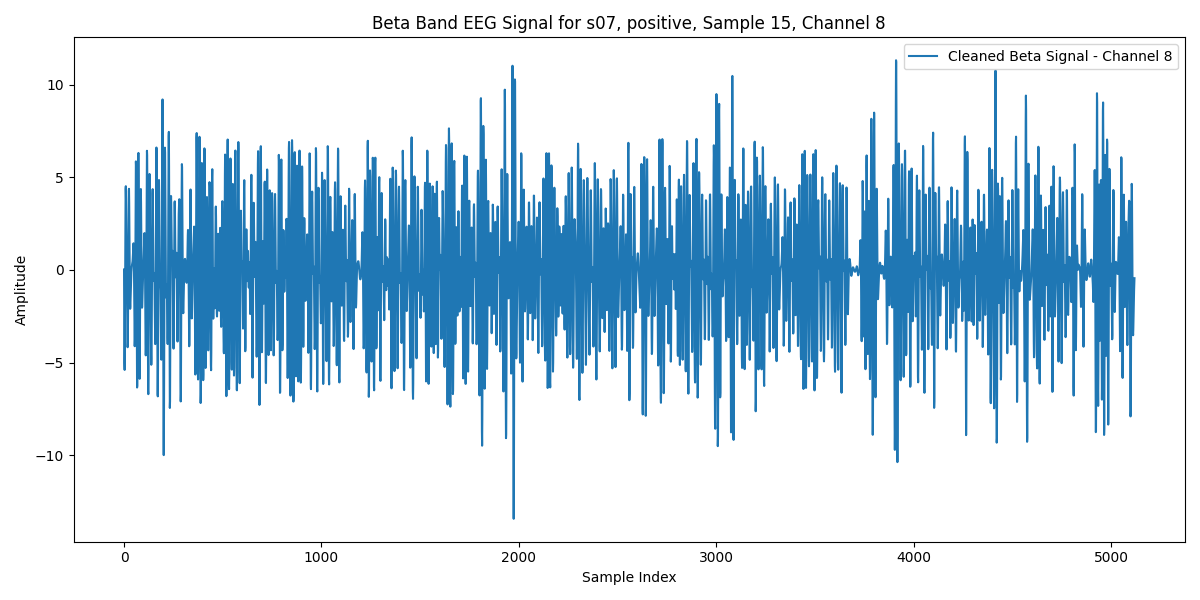 Beta Band EEG Signal for s07, positive, Sample 15, Channel 8
Cleaned Beta Signal - Channel 8
Amplitude
10
5
0
−5
−10
0 1000 2000 3000 4000 5000
Sample Index